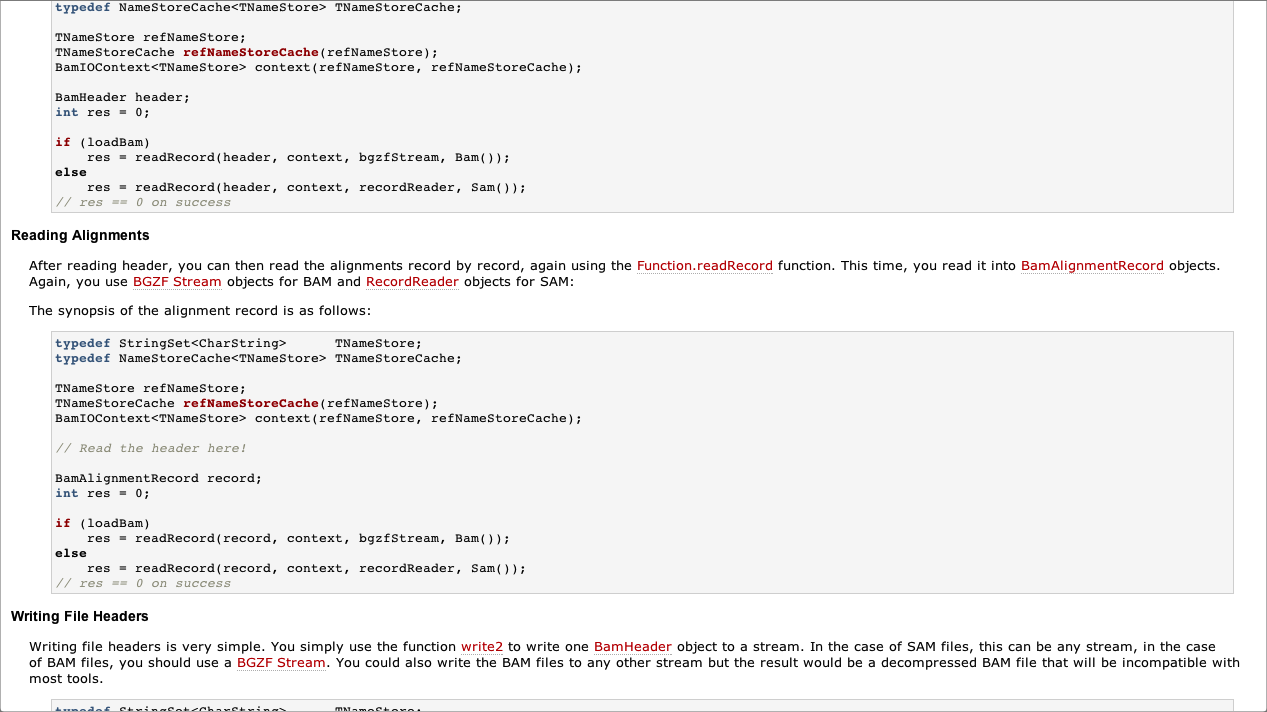 typedef NameStoreCache<TNameStore> TNameStoreCache;
TNameStore refNameStore;
TNameStoreCache refNameStoreCache(refNameStore);
BamIOContext<TNameStore> context(refNameStore, refNameStoreCache);
BamHeader header;
int res = 0;
if (loadBam)
    res = readRecord(header, context, bgzfStream, Bam());
else
    res = readRecord(header, context, recordReader, Sam());
// res == 0 on success
Reading Alignments
After reading header, you can then read the alignments record by record, again using the Function.readRecord function. This time, you read it into BamAlignmentRecord objects.
Again, you use BGZF Stream objects for BAM and RecordReader objects for SAM:
The synopsis of the alignment record is as follows:
typedef StringSet<CharString>      TNameStore;
typedef NameStoreCache<TNameStore> TNameStoreCache;
TNameStore refNameStore;
TNameStoreCache refNameStoreCache(refNameStore);
BamIOContext<TNameStore> context(refNameStore, refNameStoreCache);
// Read the header here!
BamAlignmentRecord record;
int res = 0;
if (loadBam)
    res = readRecord(record, context, bgzfStream, Bam());
else
    res = readRecord(record, context, recordReader, Sam());
// res == 0 on success
Writing File Headers
Writing file headers is very simple. You simply use the function write2 to write one BamHeader object to a stream. In the case of SAM files, this can be any stream, in the case
of BAM files, you should use a BGZF Stream. You could also write the BAM files to any other stream but the result would be a decompressed BAM file that will be incompatible with
most tools.
typedef StringSet<CharString>      TNameStore;